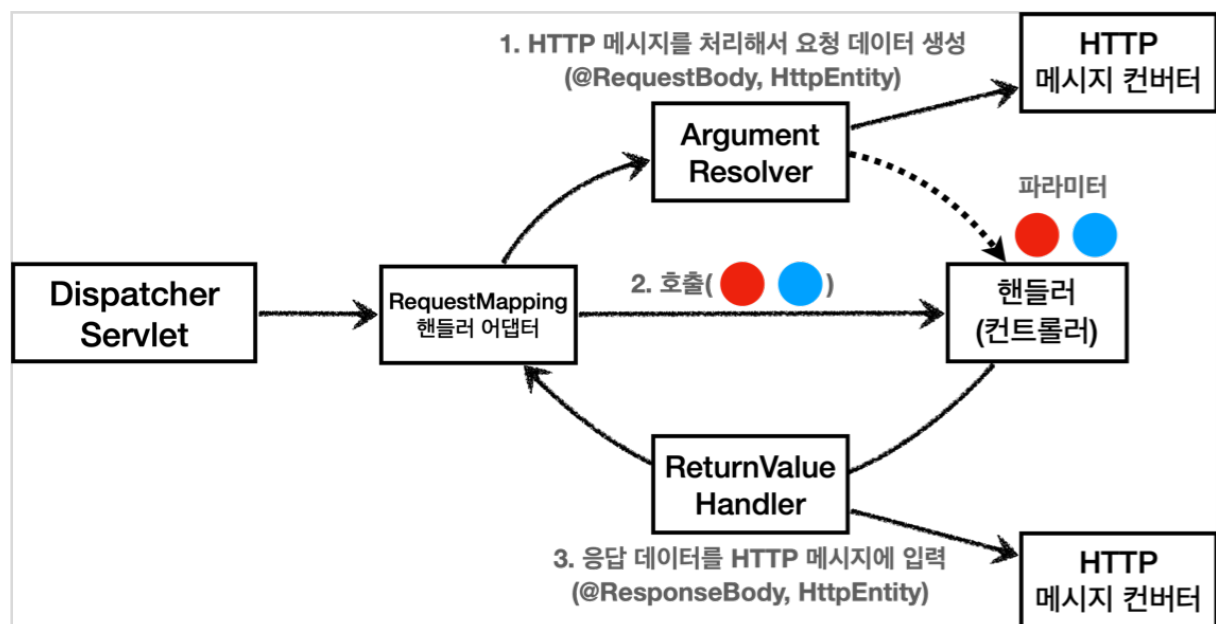 1. HTTP 메시지를 처리해서 요청 데이터 생성
(@RequestBody, HttpEntity)
HTTP
메시지 컨버터
Argument
Resolver
파라미터
Dispatcher
Servlet
RequestMapping
핸들러 어댑터
2. 호출( )
핸들러
(컨트롤러)
ReturnValue
Handler
3. 응답 데이터를 HTTP 메시지에 입력
(@ResponseBody, HttpEntity)
HTTP
메시지 컨버터